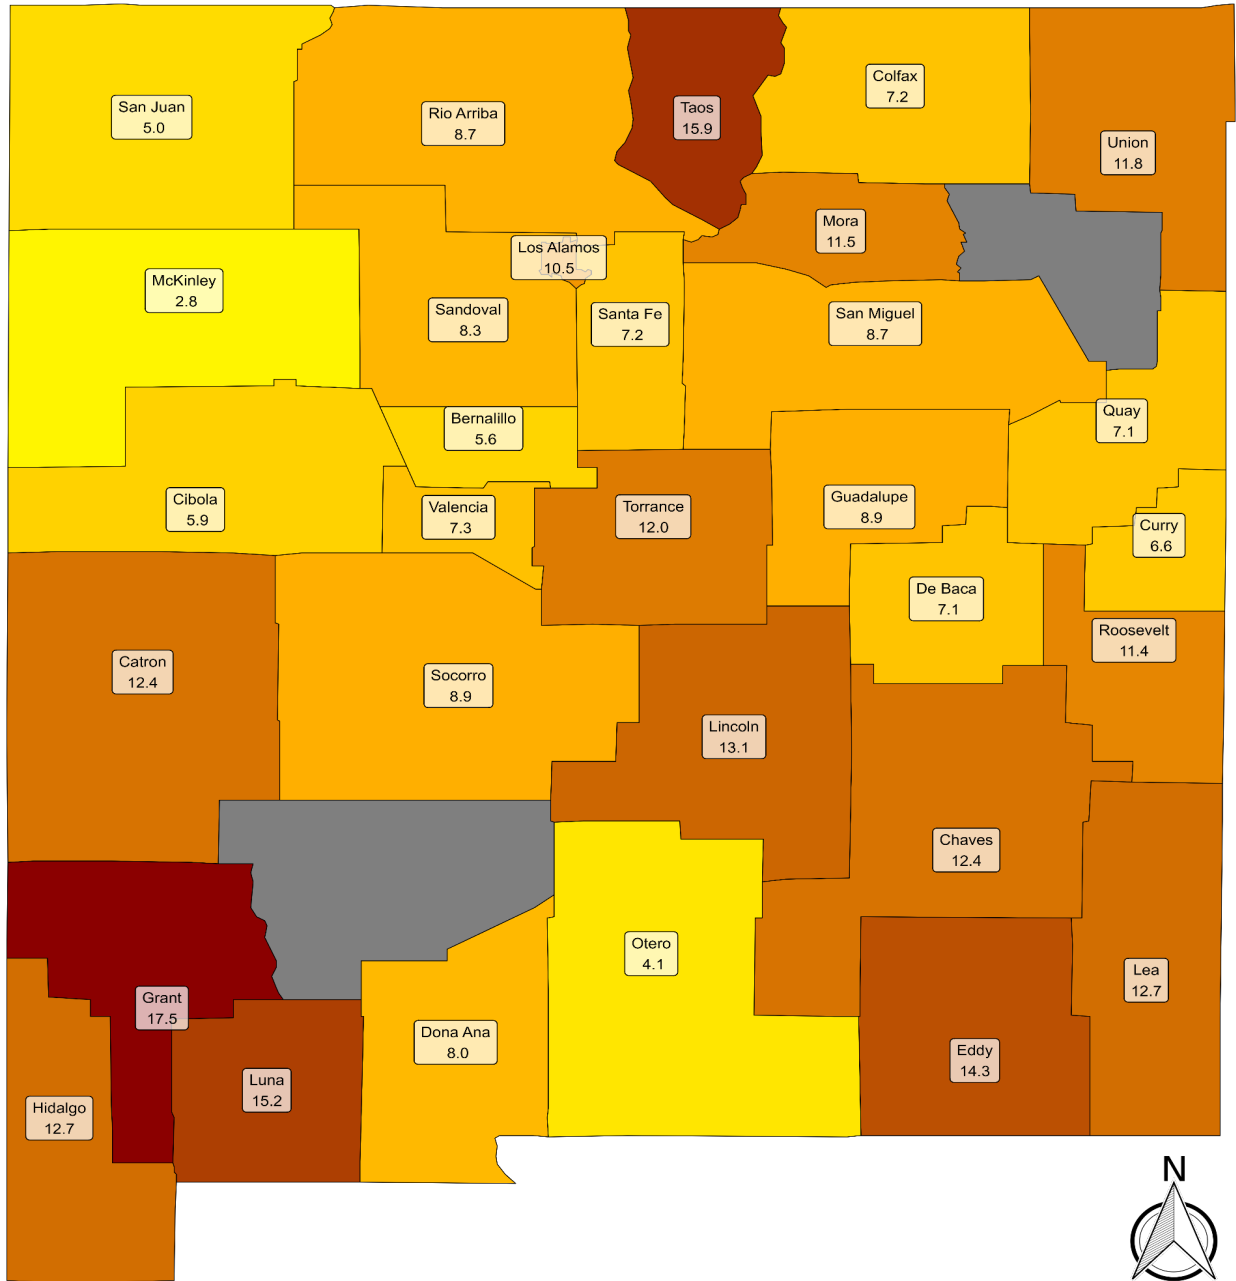 San Juan
5.0
Rio Arriba
8.7
Taos
15.9
Colfax
7.2
Union
11.8
Mora
11.5
Los Alamos
10.5
McKinley
2.8
Sandoval
8.3
Santa Fe
7.2
San Miguel
8.7
Bernalillo
5.6
Quay
7.1
Cibola
5.9
Valencia
7.3
Torrance
12.0
Guadalupe
8.9
Curry
6.6
De Baca
7.1
Roosevelt
11.4
Catron
12.4
Socorro
8.9
Lincoln
13.1
Chaves
12.4
Otero
4.1
Lea
12.7
Grant
17.5
Dona Ana
8.0
Eddy
14.3
Luna
15.2
Hidalgo
12.7
N